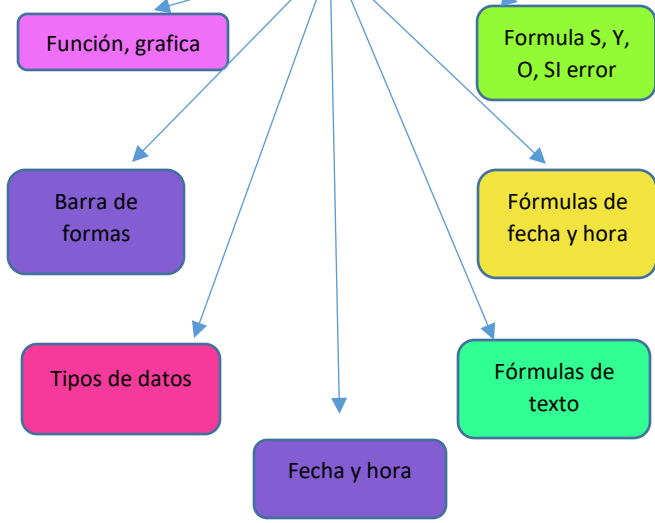 Función, grafica
Formula S, Y,
O, SI error
Barra de
formas
Fórmulas de
fecha y hora
Tipos de datos
Fórmulas de
texto
Fecha y hora